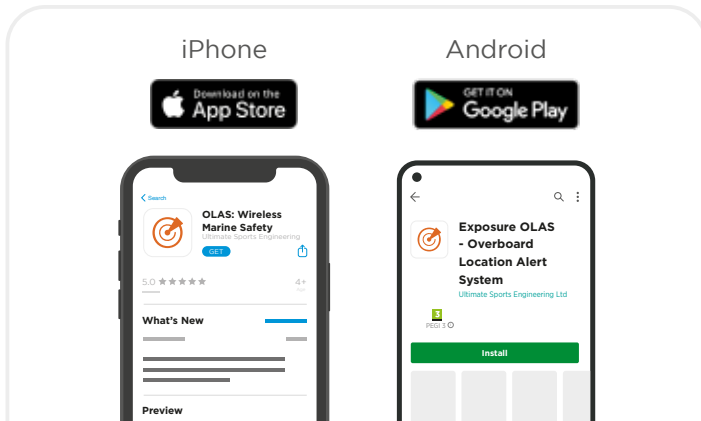 iPhone
Android
Download on the
App Store
GET IT ON
Google Play
Search
OLAS: Wireless
Marine Safety
Ultimate Sports Engineering
GET
5.0
4+
What's New
Preview
Exposure OLAS
- Overboard
Location Alert
System
Ultimate Sports Engineering Ltd
3
PEGI 3
Install